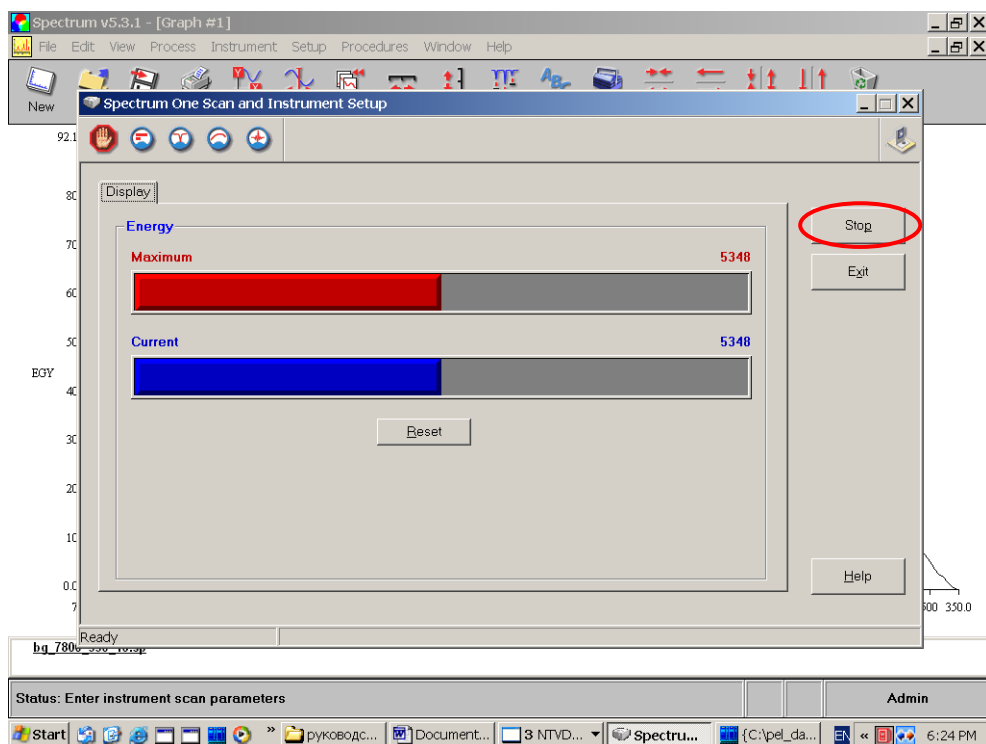 Spectrum v5.3.1 - [Graph #1]
File Edit View Process Instrument Setup Procedures Window Help
New
Spectrum One Scan and Instrument Setup
92.1
80
70
60
50
EGY
40
30
20
10
0.0
Display
Energy
Maximum 5348
Current 5348
Reset
Stop
Exit
Help
350.0
Ready
Status: Enter instrument scan parameters
Admin
Start » руководс... Document... 3 NTVD... Spectru... {C:\pel_da... EN « 6:24 PM